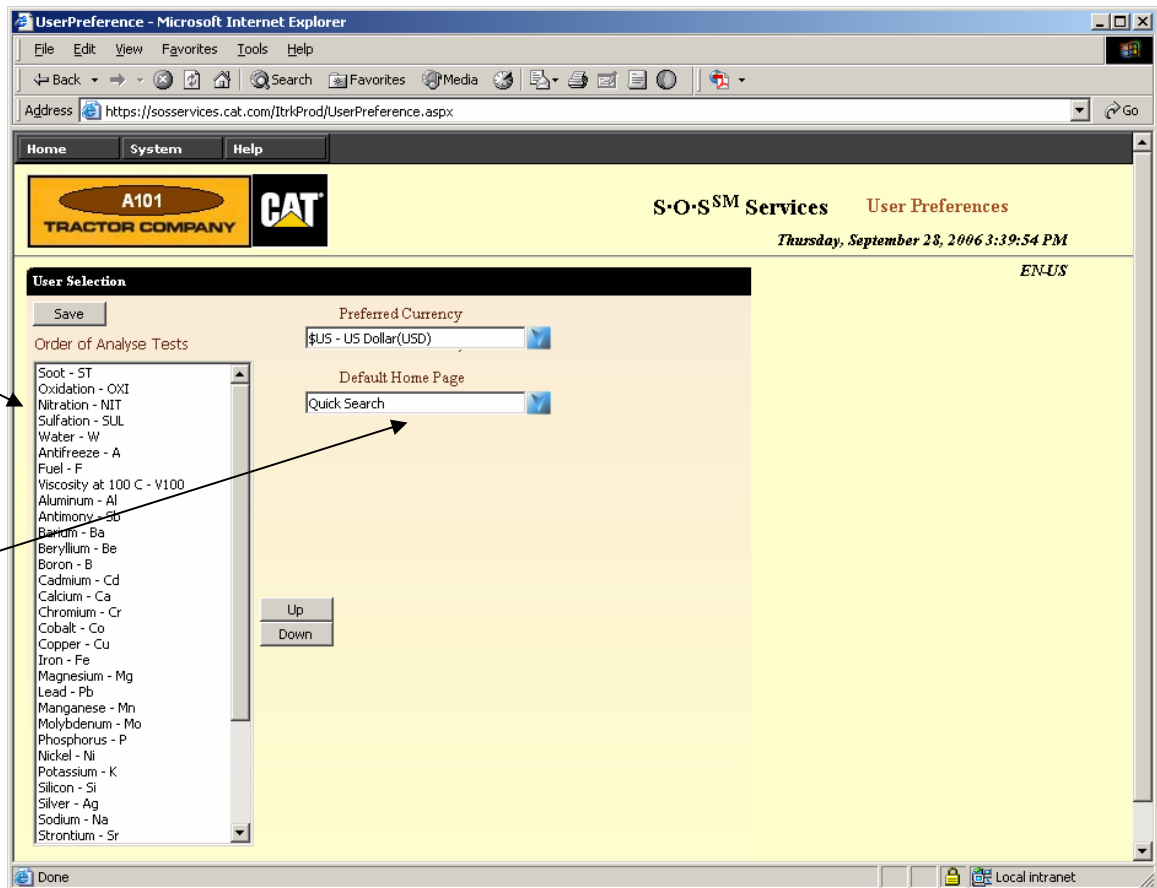 UserPreference - Microsoft Internet Explorer
File Edit View Favorites Tools Help
Back Search Favorites Media
Address https://sosservices.cat.com/ItrkProd/UserPreference.aspx Go
Home System Help
A101
TRACTOR COMPANY
CAT
S·O·S SM Services User Preferences
Thursday, September 28, 2006 3:39:54 PM
EN-US
User Selection
Save
Preferred Currency
$US - US Dollar(USD)
Order of Analyse Tests
Default Home Page
Quick Search
Soot - ST
Oxidation - OXI
Nitration - NIT
Sulfation - SUL
Water - W
Antifreeze - A
Fuel - F
Viscosity at 100 C - V100
Aluminum - Al
Antimony - Sb
Barium - Ba
Beryllium - Be
Boron - B
Cadmium - Cd
Calcium - Ca
Chromium - Cr
Cobalt - Co
Copper - Cu
Iron - Fe
Magnesium - Mg
Lead - Pb
Manganese - Mn
Molybdenum - Mo
Phosphorus - P
Nickel - Ni
Potassium - K
Silicon - Si
Silver - Ag
Sodium - Na
Strontium - Sr
Up
Down
Done Local intranet